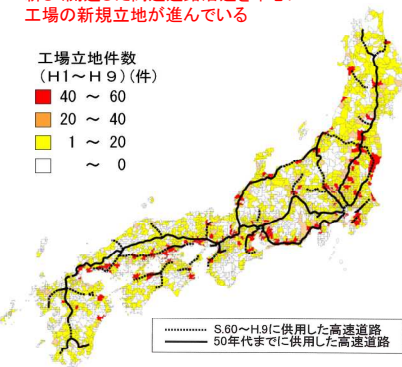 工場の新規立地が進んでいる
工場立地件数
(H1〜H9)(件)
40 〜 60
20 〜 40
1 〜 20
〜 0
S.60〜H.9に供用した高速道路
50年代までに供用した高速道路